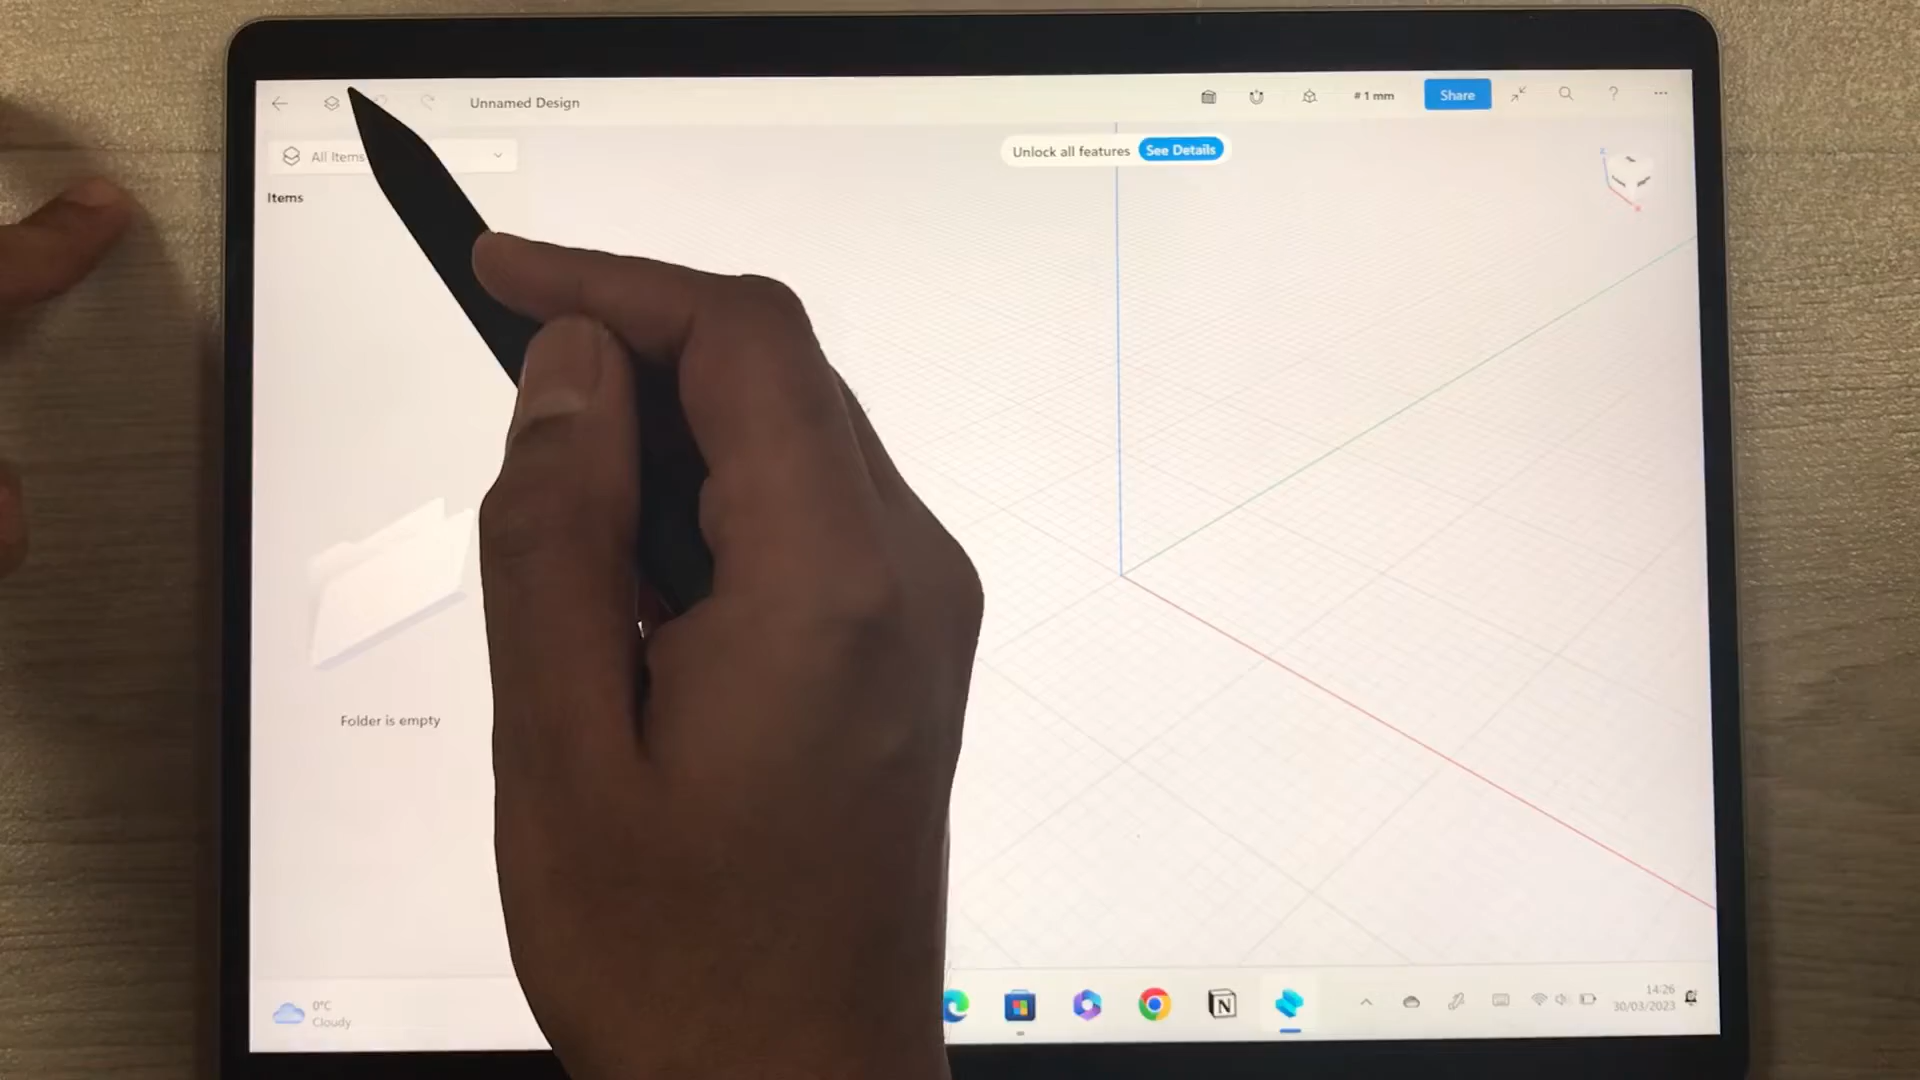 Unnamed Design
# 1 mm
Share
?
All Items
Unlock all features
See Details
Items
Folder is empty
0°C
Cloudy
N
14:26
30/03/2023